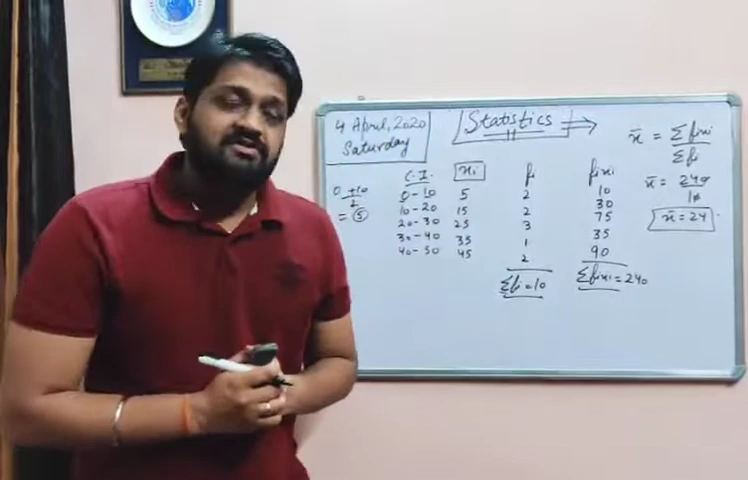 4 April, 2020
Saturday
Statistics
x̄ = Σfixi / Σfi
x̄ = 240 / 10
x̄ = 24
0 + 10 / 2
= 5
C.I. xi fi fixi
0 - 10 5 2 10
10 - 20 15 2 30
20 - 30 25 3 75
30 - 40 35 1 35
40 - 50 45 2 90
Σfi = 10 Σfixi = 240